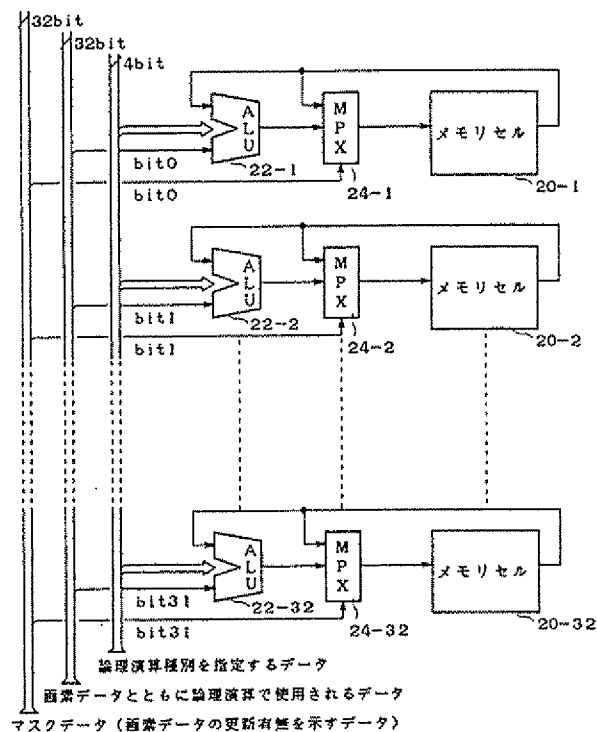 32bit
32bit
4bit
ALU
MPX
メモリセル
bit0
22-1
bit0
24-1
20-1
ALU
MPX
メモリセル
bit1
22-2
bit1
24-2
20-2
ALU
MPX
メモリセル
bit31
22-32
bit31
24-32
20-32
論理演算種別を指定するデータ
画素データとともに論理演算で使用されるデータ
マスクデータ(画素データの更新有無を示すデータ)